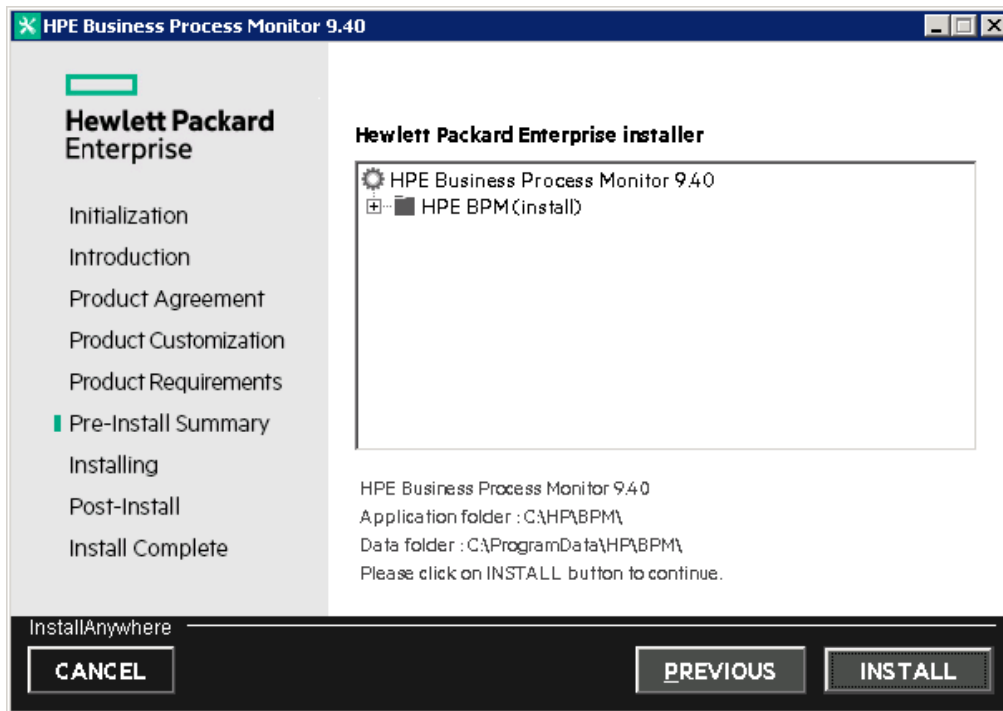 HPE Business Process Monitor 9.40
Hewlett Packard
Enterprise
Initialization
Introduction
Product Agreement
Product Customization
Product Requirements
Pre-Install Summary
Installing
Post-Install
Install Complete
Hewlett Packard Enterprise installer
HPE Business Process Monitor 9.40
HPE BPM (install)
HPE Business Process Monitor 9.40
Application folder : C:\HP\BPM\
Data folder : C:\ProgramData\HP\BPM\
Please click on INSTALL button to continue.
InstallAnywhere
CANCEL
PREVIOUS
INSTALL